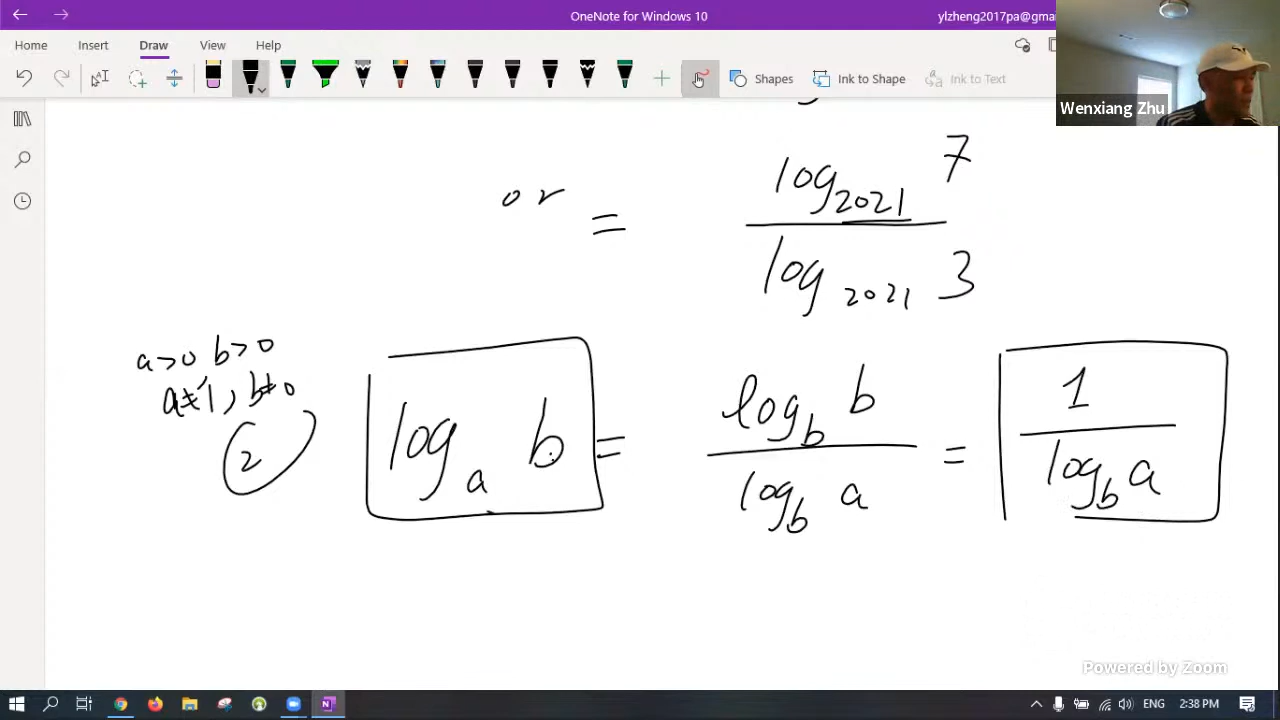 OneNote for Windows 10
ylzheng2017pa@gma
Home Insert Draw View Help
Shapes Ink to Shape Ink to Text
Wenxiang Zhu
or = log_2021 7 / log_2021 3
a>0 b>0
a≠1, b≠0
② log_a b = log_b b / log_b a = 1 / log_b a
Powered by Zoom
ENG 2:38 PM